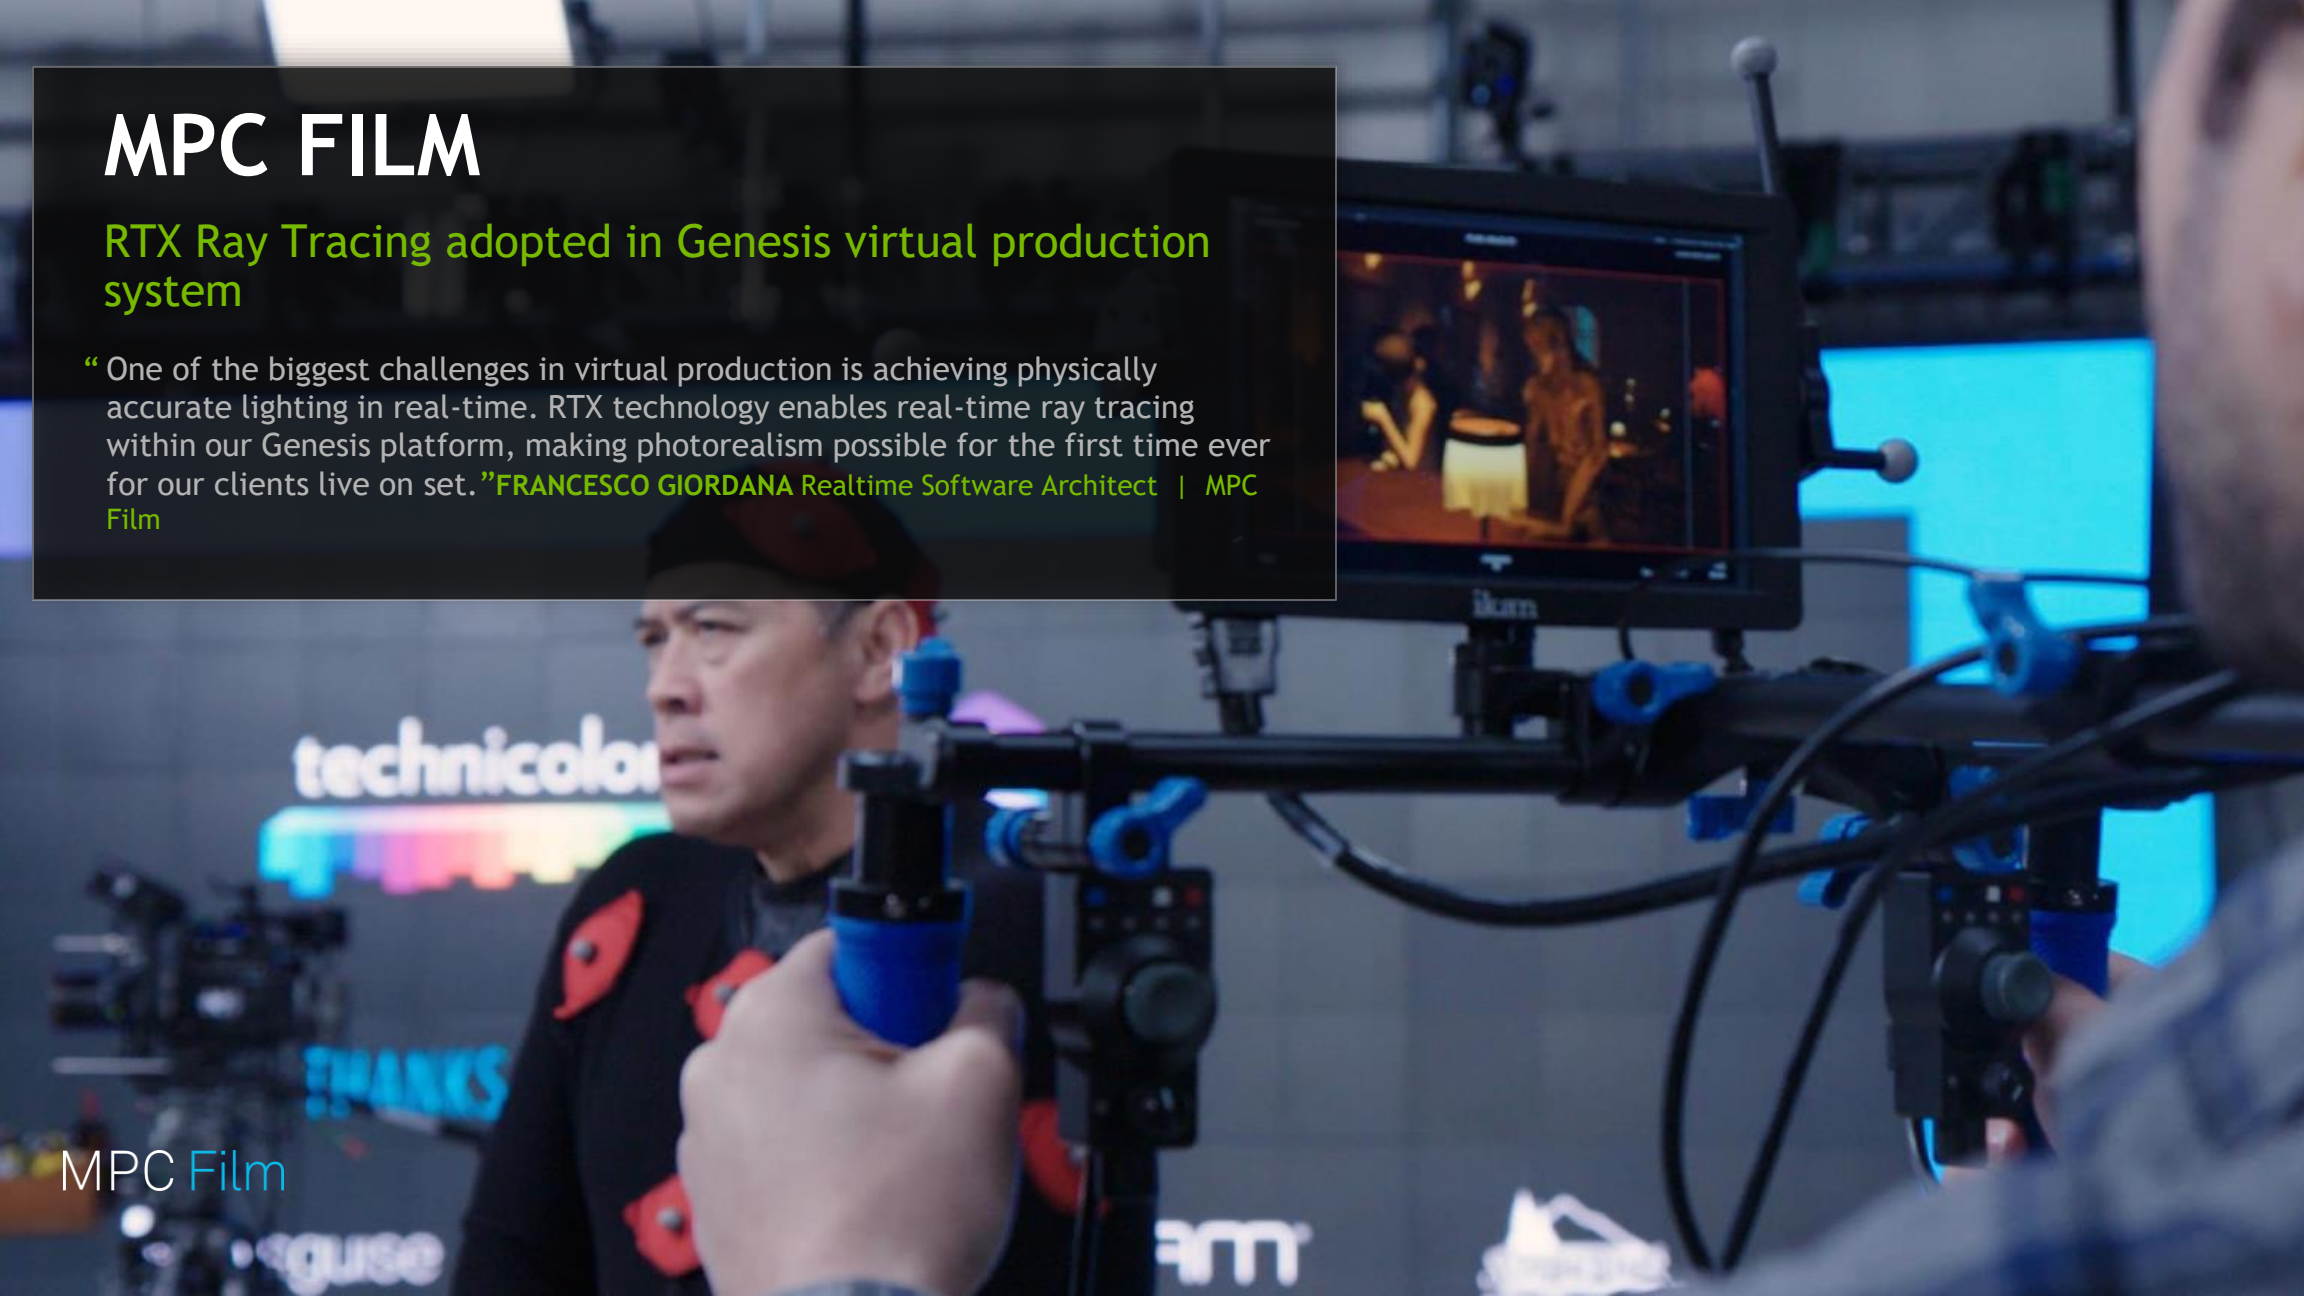 MPC FILM
RTX Ray Tracing adopted in Genesis virtual production
system
“ One of the biggest challenges in virtual production is achieving physically
accurate lighting in real-time. RTX technology enables real-time ray tracing
within our Genesis platform, making photorealism possible for the first time ever
for our clients live on set.”FRANCESCO GIORDANA Realtime Software Architect | MPC
Film
ikan
technicolor
THANKS
MPC Film